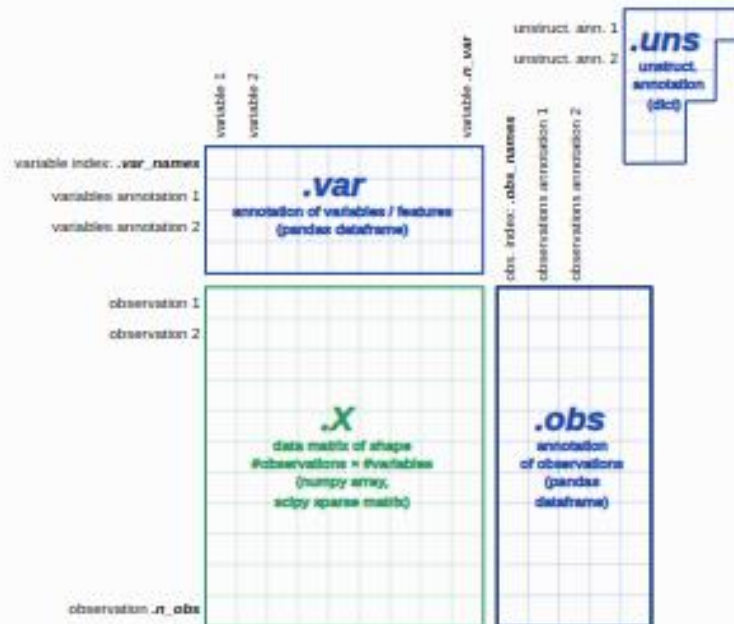 unstruct. ann. 1
unstruct. ann. 2
.uns
unstruct.
annotation
(dict)
variable 1
variable 2
variable .n_var
variable index: .var_names
variables annotation 1
variables annotation 2
.var
annotation of variables / features
(pandas dataframe)
obs. index: .obs_names
observations annotation 1
observations annotation 2
observation 1
observation 2
observation .n_obs
.X
data matrix of shape
#observations × #variables
(numpy array,
scipy sparse matrix)
.obs
annotation
of observations
(pandas
dataframe)